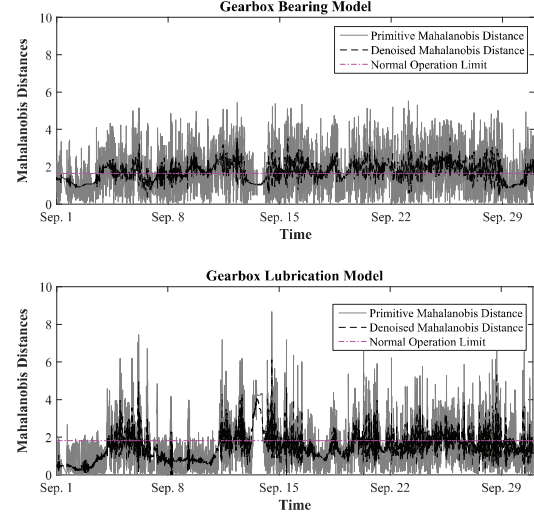 Gearbox Bearing Model
10
8
6
4
2
0
Mahalanobis Distances
Primitive Mahalanobis Distance
Denoised Mahalanobis Distance
Normal Operation Limit
Sep. 1 Sep. 8 Sep. 15 Sep. 22 Sep. 29
Time
Gearbox Lubrication Model
10
8
6
4
2
0
Mahalanobis Distances
Primitive Mahalanobis Distance
Denoised Mahalanobis Distance
Normal Operation Limit
Sep. 1 Sep. 8 Sep. 15 Sep. 22 Sep. 29
Time